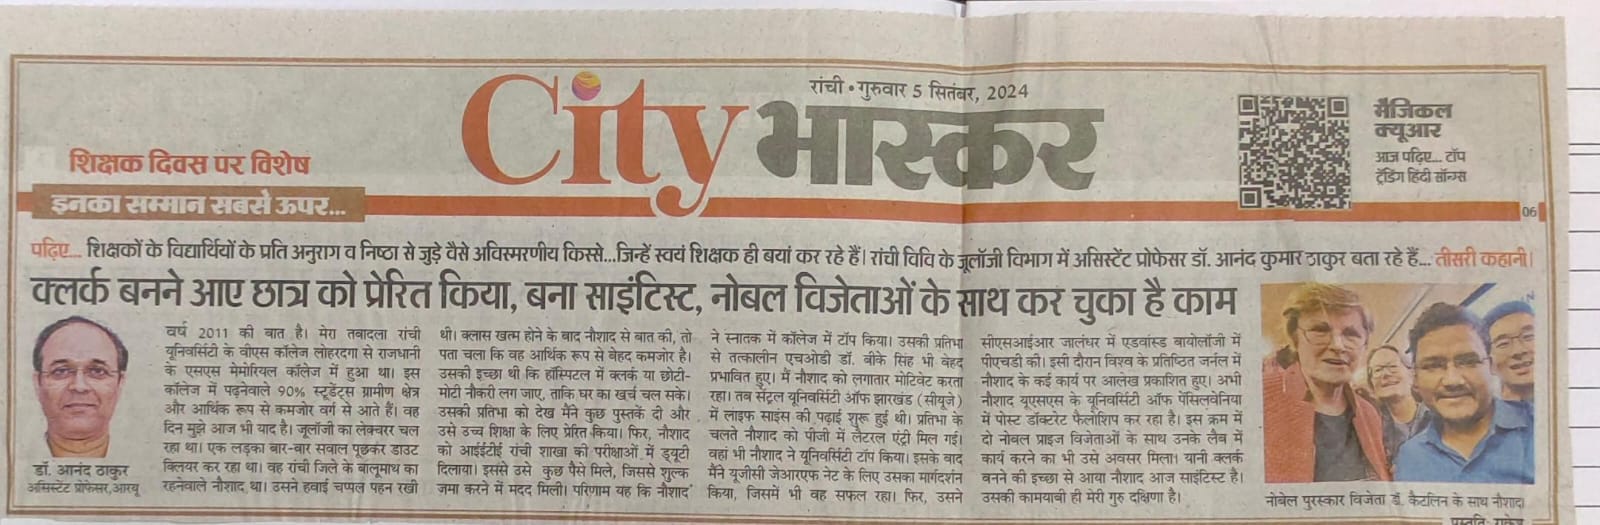 रांची • गुरुवार 5 सितंबर, 2024
City भास्कर
शिक्षक दिवस पर विशेष
इनका सम्मान सबसे ऊपर...
मैजिकल
क्यूआर
आज पढ़िए... टॉप
ट्रेंडिंग हिंदी सॉन्ग्स
06
पढ़िए... शिक्षकों के विद्यार्थियों के प्रति अनुराग व निष्ठा से जुड़े वैसे अविस्मरणीय किस्से...जिन्हें स्वयं शिक्षक ही बयां कर रहे हैं। रांची विवि के जूलॉजी विभाग में असिस्टेंट प्रोफेसर डॉ. आनंद कुमार ठाकुर बता रहे हैं... तीसरी कहानी।
क्लर्क बनने आए छात्र को प्रेरित किया, बना साइंटिस्ट, नोबल विजेताओं के साथ कर चुका है काम
डॉ. आनंद ठाकुर
असिस्टेंट प्रोफेसर,आरयू
वर्ष 2011 की बात है। मेरा तबादला रांची
यूनिवर्सिटी के बीएस कॉलेज लोहरदगा से राजधानी
के एसएस मेमोरियल कॉलेज में हुआ था। इस
कॉलेज में पढ़नेवाले 90% स्टूडेंट्स ग्रामीण क्षेत्र
और आर्थिक रूप से कमजोर वर्ग से आते हैं। वह
दिन मुझे आज भी याद है। जूलॉजी का लेक्चरर चल
रहा था। एक लड़का बार-बार सवाल पूछकर डाउट
क्लियर कर रहा था। वह रांची जिले के बालूमाथ का
रहनेवाले नौशाद था। उसने हवाई चप्पल पहन रखी
थी। क्लास खत्म होने के बाद नौशाद से बात की, तो
पता चला कि वह आर्थिक रूप से बेहद कमजोर है।
उसकी इच्छा थी कि हॉस्पिटल में क्लर्क या छोटी-
मोटी नौकरी लग जाए, ताकि घर का खर्च चल सके।
उसकी प्रतिभा को देख मैंने कुछ पुस्तकें दी और
उसे उच्च शिक्षा के लिए प्रेरित किया। फिर, नौशाद
को आईईटीई रांची शाखा की परीक्षाओं में ड्यूटी
दिलाया। इससे उसे कुछ पैसे मिले, जिससे शुल्क
जमा करने में मदद मिली। परिणाम यह कि नौशाद
ने स्नातक में कॉलेज में टॉप किया। उसकी प्रतिभा
से तत्कालीन एचओडी डॉ. बीके सिंह भी बेहद
प्रभावित हुए। मैं नौशाद को लगातार मोटिवेट करता
रहा। तब सेंट्रल यूनिवर्सिटी ऑफ झारखंड (सीयूजे)
में लाइफ साइंस की पढ़ाई शुरू हुई थी। प्रतिभा के
चलते नौशाद को पीजी में लैटरल एंट्री मिल गई।
वहां भी नौशाद ने यूनिवर्सिटी टॉप किया। इसके बाद
मैंने यूजीसी जेआरएफ नेट के लिए उसका मार्गदर्शन
किया, जिसमें भी वह सफल रहा। फिर, उसने
सीएसआईआर जालंधर में एडवांस्ड बायोलॉजी में
पीएचडी की। इसी दौरान विश्व के प्रतिष्ठित जर्नल में
नौशाद के कई कार्य पर आलेख प्रकाशित हुए। अभी
नौशाद यूएसएस के यूनिवर्सिटी ऑफ पेंसिलवेनिया
में पोस्ट डॉक्टरेट फैलोशिप कर रहा है। इस क्रम में
दो नोबल प्राइज विजेताओं के साथ उनके लैब में
कार्य करने का भी उसे अवसर मिला। यानी क्लर्क
बनने की इच्छा से आया नौशाद आज साइंटिस्ट है।
उसकी कामयाबी ही मेरी गुरु दक्षिणा है।
नोबेल पुरस्कार विजेता डॉ. कैटलिन के साथ नौशाद।